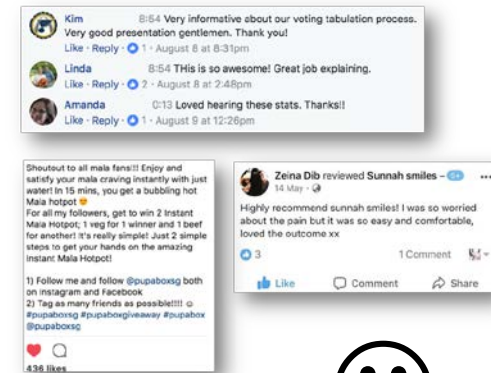 Kim 8:54 Very informative about our voting tabulation process.
Very good presentation gentlemen. Thank you!
Like · Reply · 1 · August 8 at 8:31pm
Linda 8:54 THis is so awesome! Great job explaining.
Like · Reply · 2 · August 8 at 2:48pm
Amanda 0:13 Loved hearing these stats. Thanks!!
Like · Reply · 1 · August 9 at 12:26pm
Shoutout to all mala fans!!! Enjoy and
satisfy your mala craving instantly with just
water! In 15 mins, you get a bubbling hot
Mala hotpot
For all my followers, get to win 2 Instant
Mala Hotpot; 1 veg for 1 winner and 1 beef
for another! It's really simple! Just 2 simple
steps to get your hands on the amazing
Instant Mala Hotpot!
1) Follow me and follow @pupaboxsg both
on Instagram and Facebook
2) Tag as many friends as possible!!!! ☺
#pupaboxsg #pupaboxgiveaway #pupabox
@pupaboxsg
436 likes
Zeina Dib reviewed Sunnah smiles –
14 May ·
Highly recommend sunnah smiles! I was so worried
about the pain but it was so easy and comfortable,
loved the outcome xx
3 1 Comment
Like Comment Share